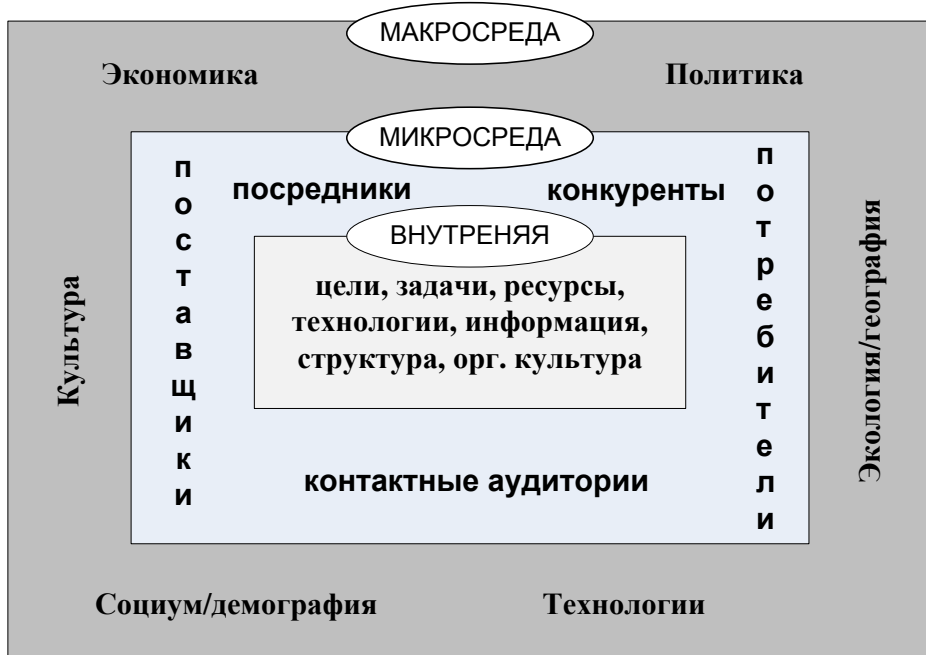 МАКРОСРЕДА
Экономика
Политика
МИКРОСРЕДА
поставщики
посредники
конкуренты
потребители
ВНУТРЕНЯЯ
цели, задачи, ресурсы,
технологии, информация,
структура, орг. культура
контактные аудитории
Культура
Экология/география
Социум/демография
Технологии